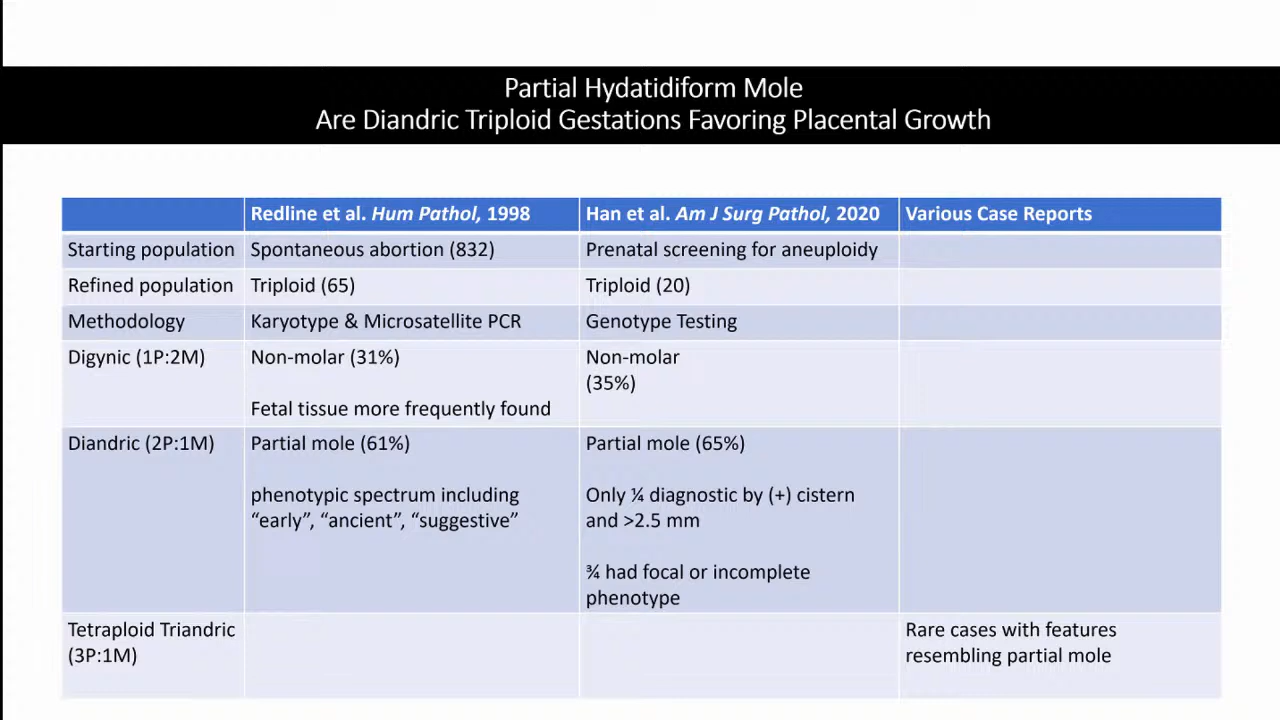 Partial Hydatidiform Mole
Are Diandric Triploid Gestations Favoring Placental Growth
Redline et al. Hum Pathol, 1998
Han et al. Am J Surg Pathol, 2020
Various Case Reports
Starting population
Spontaneous abortion (832)
Prenatal screening for aneuploidy
Refined population
Triploid (65)
Triploid (20)
Methodology
Karyotype & Microsatellite PCR
Genotype Testing
Digynic (1P:2M)
Non-molar (31%)
Fetal tissue more frequently found
Non-molar
(35%)
Diandric (2P:1M)
Partial mole (61%)
phenotypic spectrum including
“early”, “ancient”, “suggestive”
Partial mole (65%)
Only ¼ diagnostic by (+) cistern
and >2.5 mm
¾ had focal or incomplete
phenotype
Tetraploid Triandric
(3P:1M)
Rare cases with features
resembling partial mole